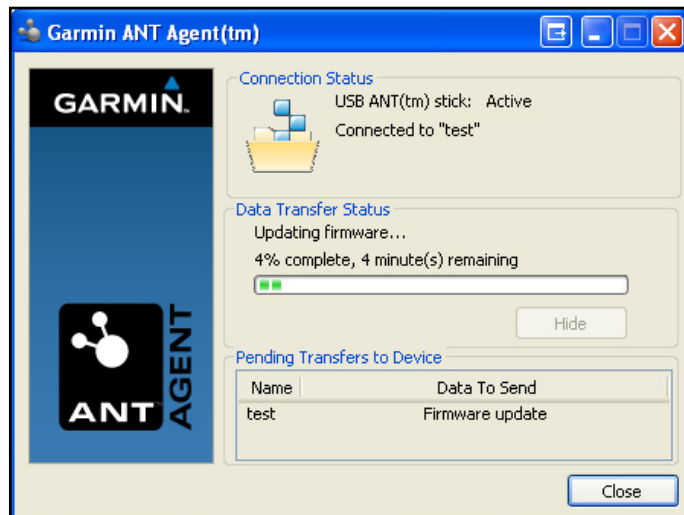 Garmin ANT Agent(tm)
GARMIN.
Connection Status
USB ANT(tm) stick: Active
Connected to "test"
Data Transfer Status
Updating firmware...
4% complete, 4 minute(s) remaining
Hide
ANT
AGENT
Pending Transfers to Device
Name Data To Send
test Firmware update
Close